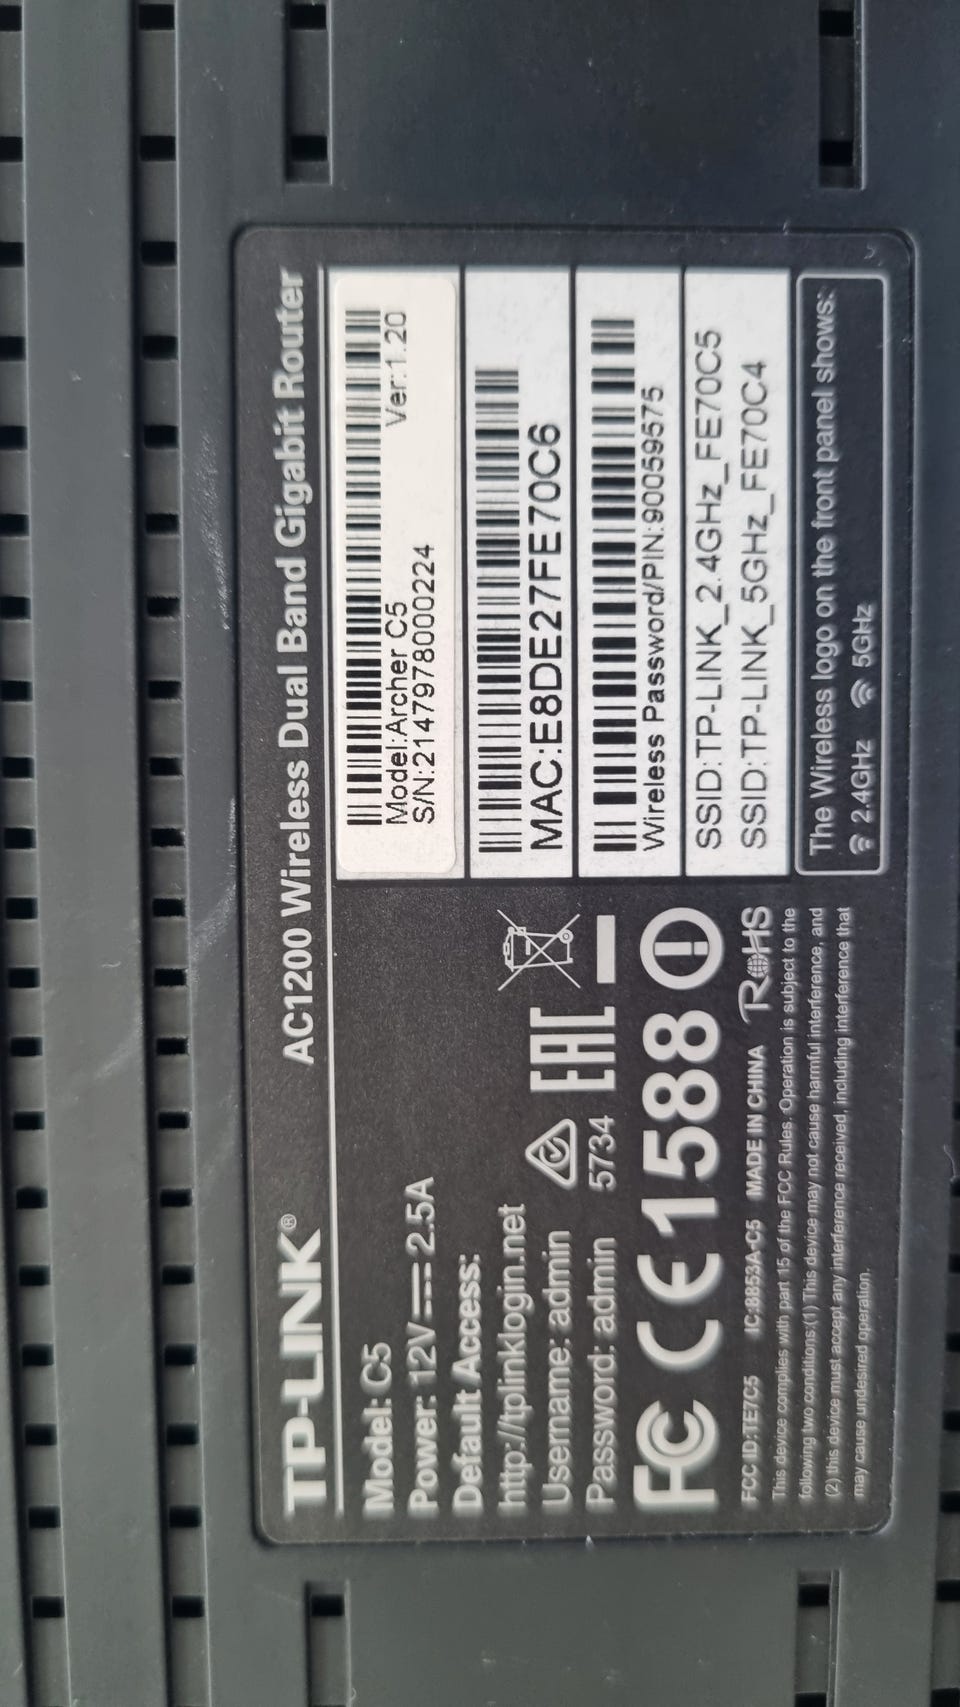 TP-LINK®
AC1200 Wireless Dual Band Gigabit Router
Model: C5
Power: 12V⎓2.5A
Default Access:
http://tplinklogin.net
Username: admin
Password: admin
5734
EAC
FC CE1588
FCC ID:TE7C5 IC:8853A-C5 MADE IN CHINA RoHS
This device complies with part 15 of the FCC Rules. Operation is subject to the
following two conditions:(1) This device may not cause harmful interference, and
(2) this device must accept any interference received, including interference that
may cause undesired operation.
Model:Archer C5
Ver:1.20
S/N:2147978000224
MAC:E8DE27FE70C6
Wireless Password/PIN:90059575
SSID:TP-LINK_2.4GHz_FE70C5
SSID:TP-LINK_5GHz_FE70C4
The Wireless logo on the front panel shows:
2.4GHz 5GHz